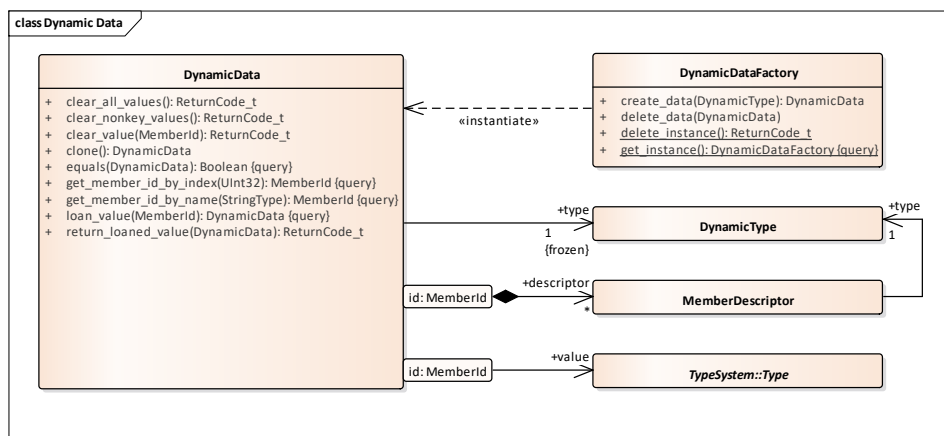 class Dynamic Data
DynamicData
+ clear_all_values(): ReturnCode_t
+ clear_nonkey_values(): ReturnCode_t
+ clear_value(MemberId): ReturnCode_t
+ clone(): DynamicData
+ equals(DynamicData): Boolean {query}
+ get_member_id_by_index(UInt32): MemberId {query}
+ get_member_id_by_name(StringType): MemberId {query}
+ loan_value(MemberId): DynamicData {query}
+ return_loaned_value(DynamicData): ReturnCode_t
DynamicDataFactory
+ create_data(DynamicType): DynamicData
+ delete_data(DynamicData)
+ delete_instance(): ReturnCode_t
+ get_instance(): DynamicDataFactory {query}
«instantiate»
+type
1
{frozen}
DynamicType
+type
1
id: MemberId
+descriptor
*
MemberDescriptor
id: MemberId
+value
TypeSystem::Type